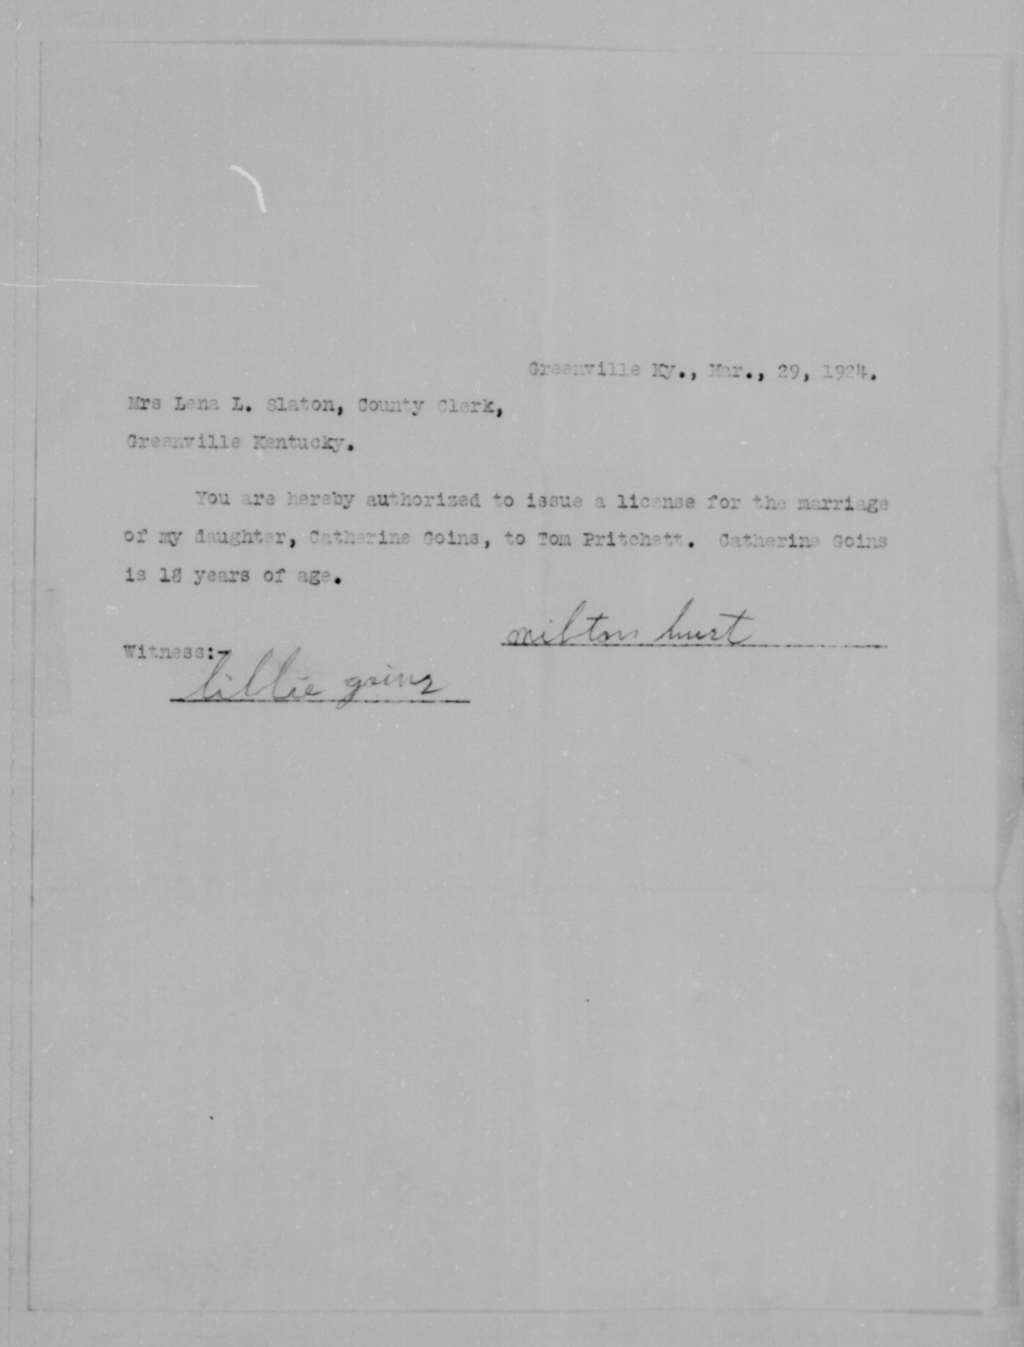 Greenville Ky., Mar., 29, 1924.
Mrs Lena L. Slaton, County Clerk,
Greenville Kentucky.
You are hereby authorized to issue a license for the marriage
of my daughter, Catherine Goins, to Tom Pritchett. Catherine Goins
is 18 years of age.
milton hurt
Witness:-
lillie goins